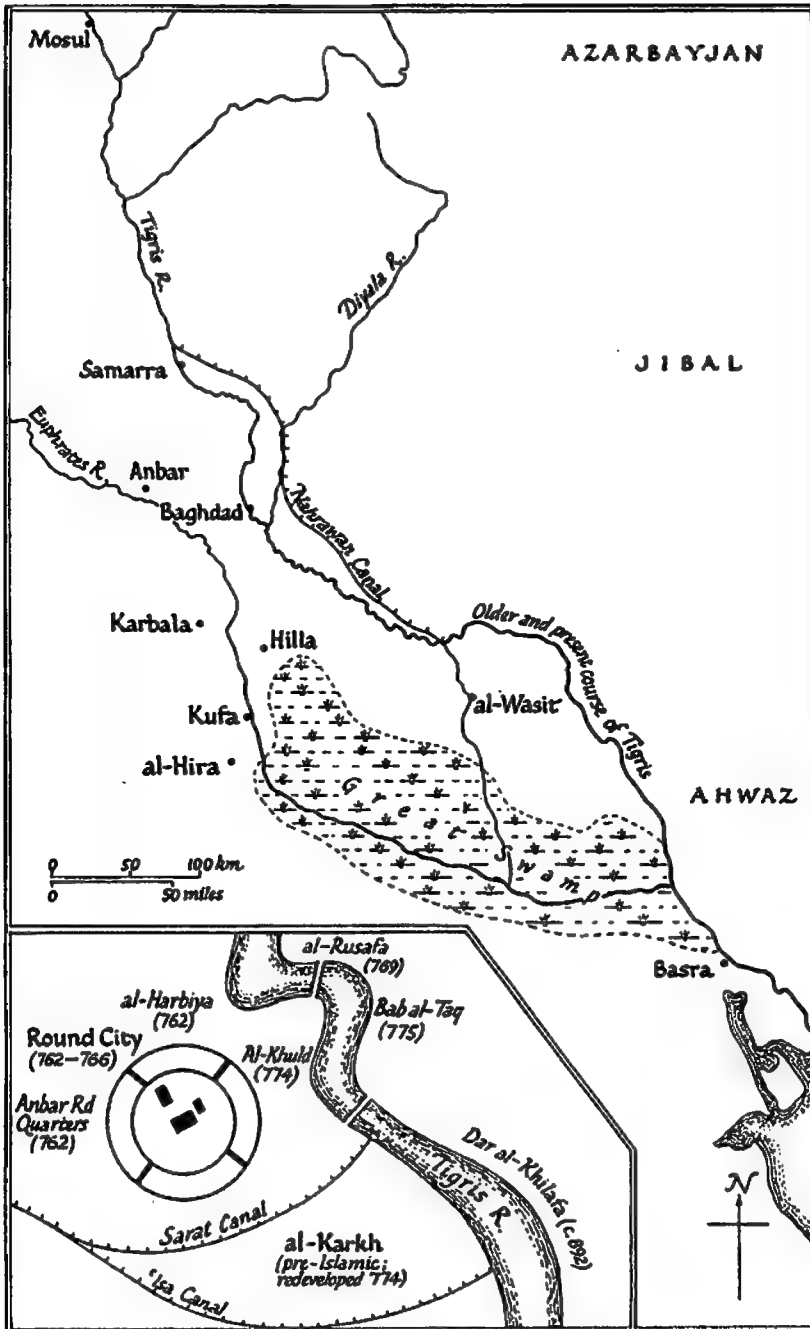 Mosul
AZARBAYJAN
Tigris R.
Diyala R.
Samarra
JIBAL
Euphrates R.
Anbar
Baghdad
Nahrawan Canal
Karbala
Hilla
Older and present course of Tigris
Kufa
al-Wasit
al-Hira
AHWAZ
Great Swamp
0 50 100 km
0 50 miles
Basra
al-Rusafa
(769)
al-Harbiya
(762)
Bab al-Taq
(775)
Round City
(762–766)
Al-Khuld
(774)
Anbar Rd
Quarters
(762)
Dar al-Khilafa (c.892)
Tigris R.
Sarat Canal
al-Karkh
(pre-Islamic;
redeveloped 774)
'Isa Canal
N